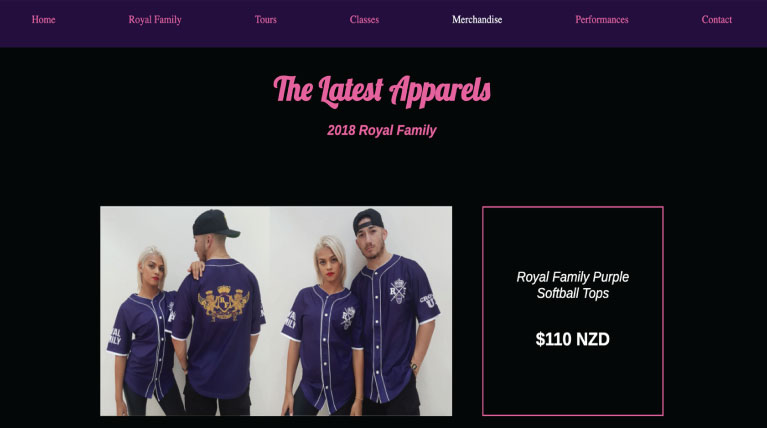 Home Royal Family Tours Classes Merchandise Performances Contact
The Latest Apparels
2018 Royal Family
Royal Family Purple
Softball Tops
$110 NZD